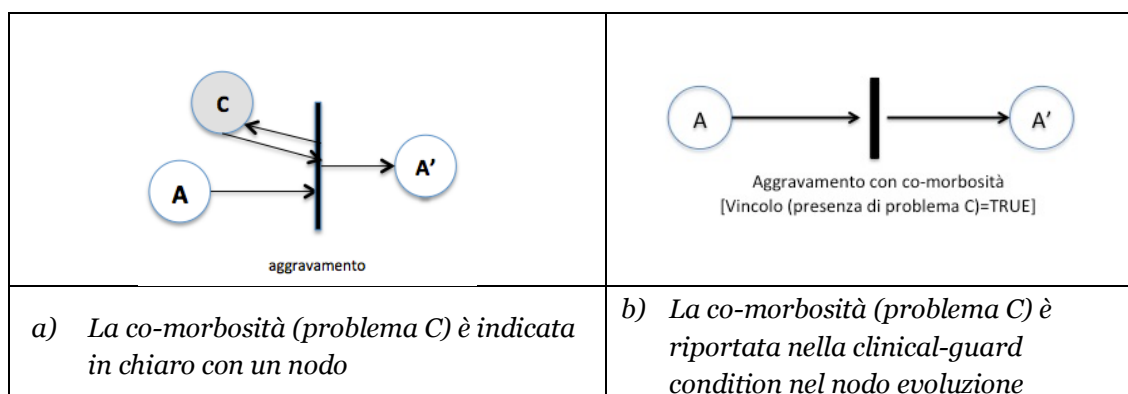 C
A
A'
aggravamento
A
A'
Aggravamento con co-morbosità
[Vincolo (presenza di problema C)=TRUE]
a) La co-morbosità (problema C) è indicata
in chiaro con un nodo
b) La co-morbosità (problema C) è
riportata nella clinical-guard
condition nel nodo evoluzione